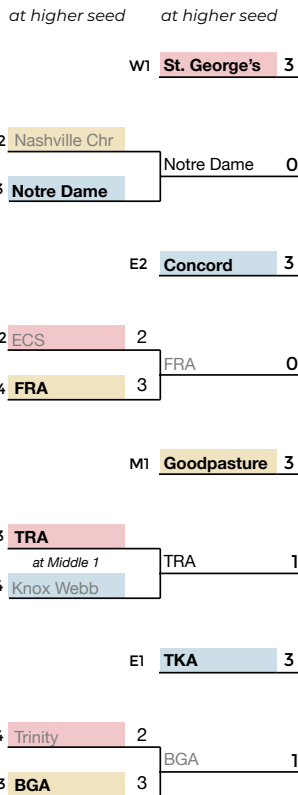 at higher seed at higher seed
W1 St. George's 3
2 Nashville Chr
Notre Dame 0
3 Notre Dame
E2 Concord 3
2 ECS 2
FRA 0
4 FRA 3
M1 Goodpasture 3
3 TRA
at Middle 1 TRA 1
4 Knox Webb
E1 TKA 3
4 Trinity 2
BGA 1
3 BGA 3